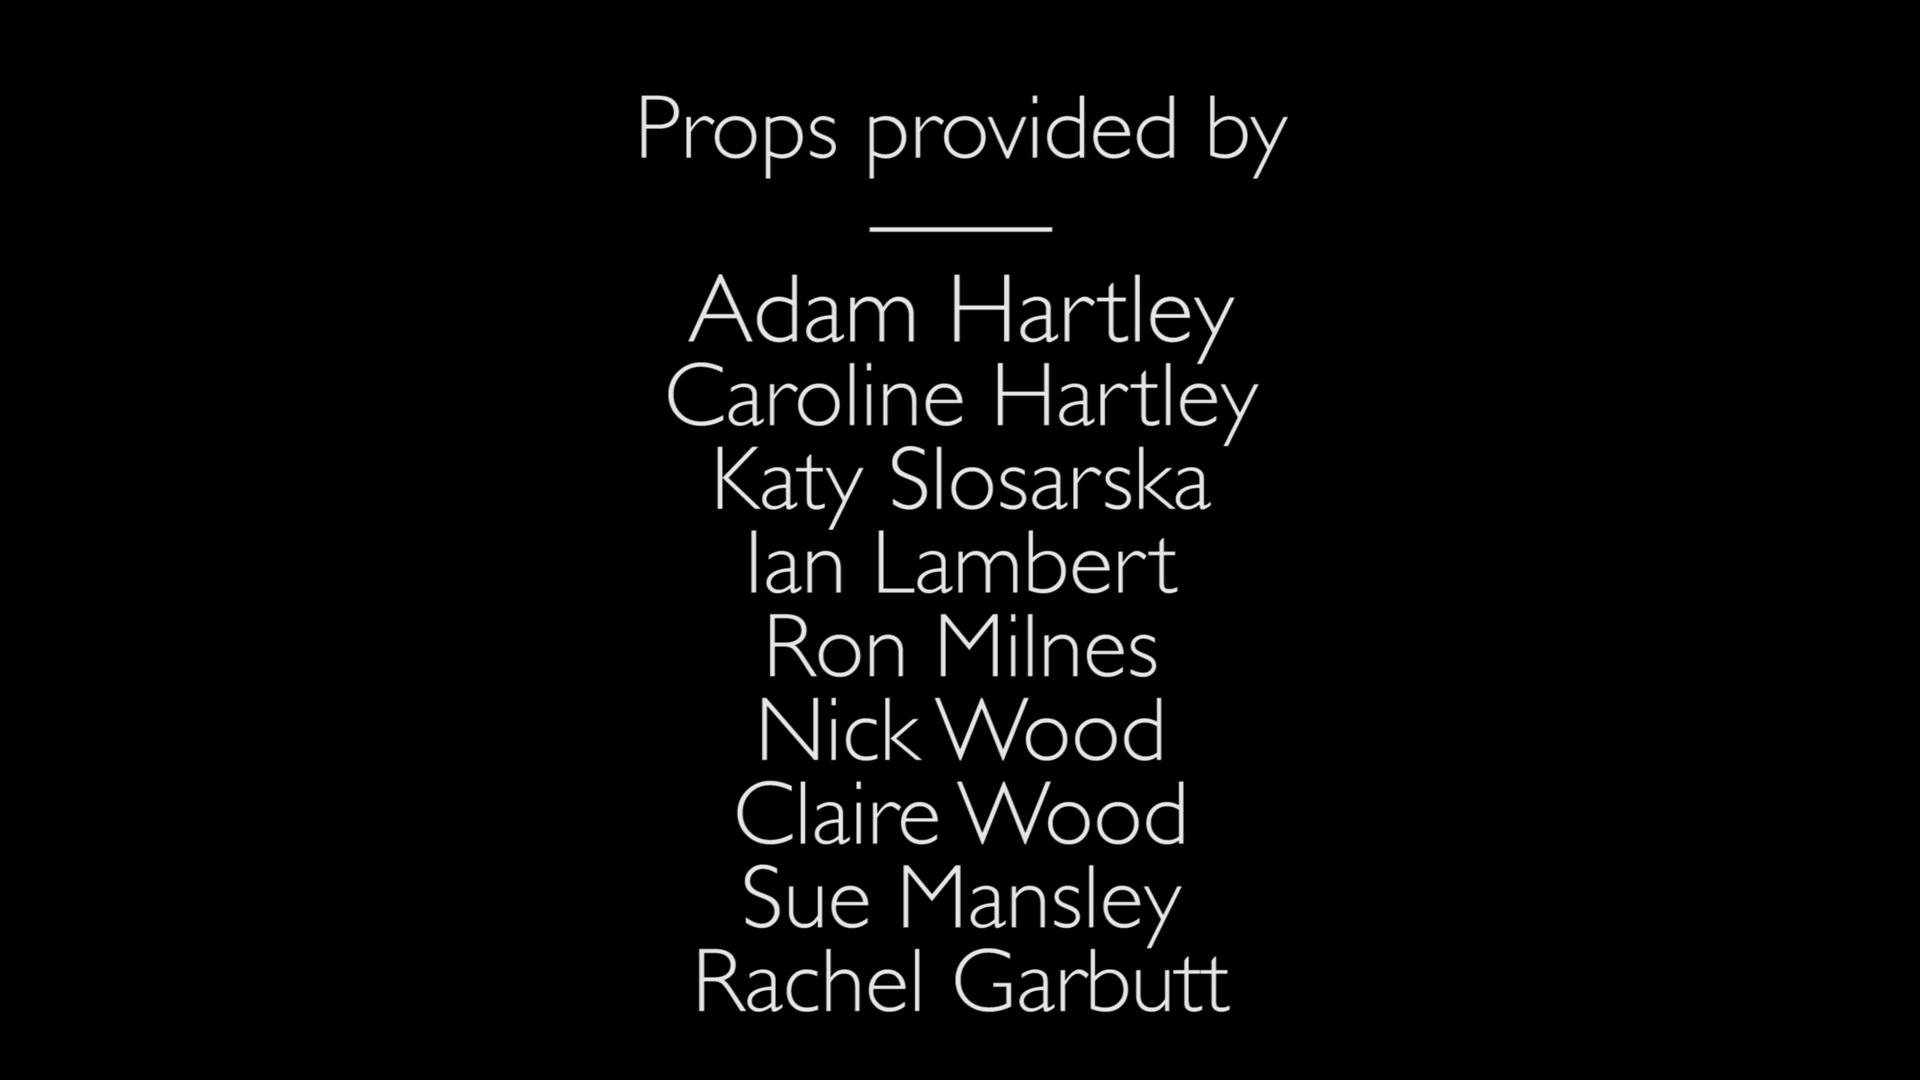 Props provided by
Adam Hartley
Caroline Hartley
Katy Slosarska
Ian Lambert
Ron Milnes
Nick Wood
Claire Wood
Sue Mansley
Rachel Garbutt